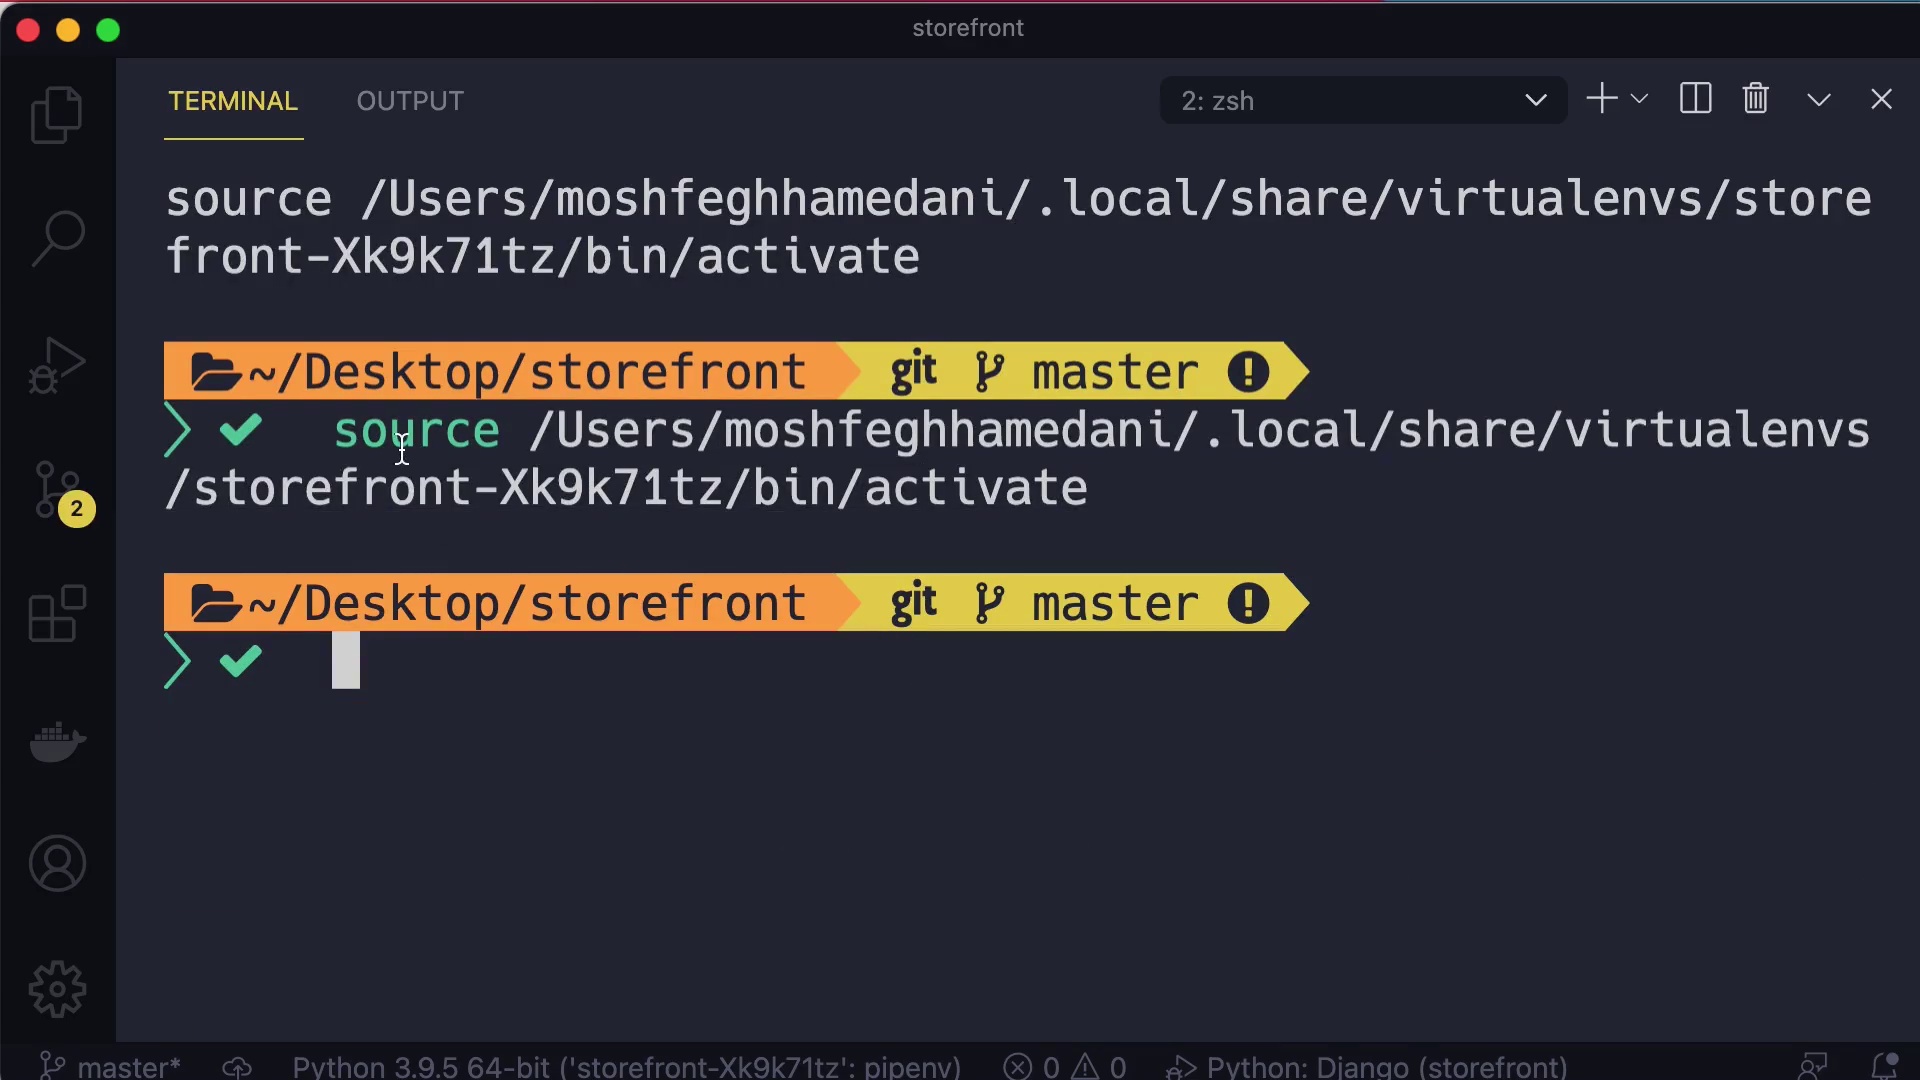 storefront
TERMINAL OUTPUT 2: zsh
source /Users/moshfeghhamedani/.local/share/virtualenvs/store
front-Xk9k71tz/bin/activate
~/Desktop/storefront git master !
source /Users/moshfeghhamedani/.local/share/virtualenvs
/storefront-Xk9k71tz/bin/activate
2
~/Desktop/storefront git master !
master* Python 3.9.5 64-bit ('storefront-Xk9k71tz': pipenv) 0 0 Python: Django (storefront)